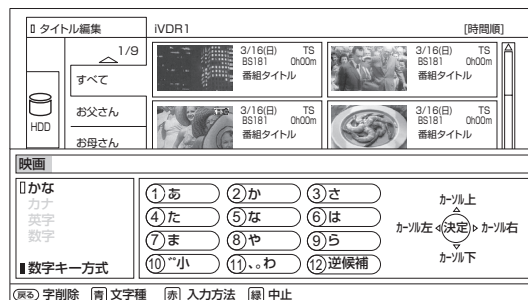 タイトル編集 iVDR1 [時間順]
1/9
すべて
お父さん
お母さん
HDD
3/16(日) TS
BS181 0h00m
番組タイトル
3/16(日) TS
BS181 0h00m
番組タイトル
3/16(日) TS
BS181 0h00m
番組タイトル
3/16(日) TS
BS181 0h00m
番組タイトル
映画
かな
カナ
英字
数字
数字キー方式
①あ ②か ③さ
④た ⑤な ⑥は
⑦ま ⑧や ⑨ら
⑩゛゜小 ⑪、。わ ⑫逆候補
カーソル上
カーソル左 決定 カーソル右
カーソル下
戻る 字削除 青 文字種 赤 入力方法 緑 中止